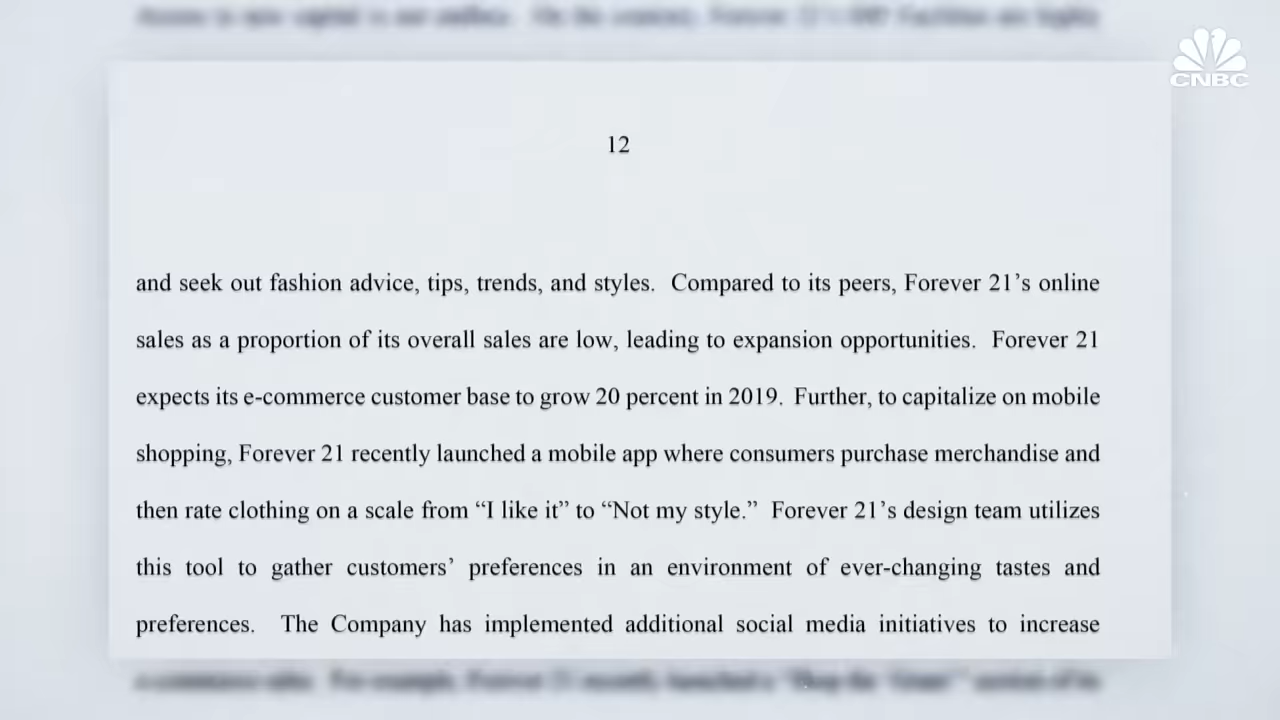 CNBC
12
and seek out fashion advice, tips, trends, and styles.  Compared to its peers, Forever 21’s online
sales as a proportion of its overall sales are low, leading to expansion opportunities.  Forever 21
expects its e-commerce customer base to grow 20 percent in 2019.  Further, to capitalize on mobile
shopping, Forever 21 recently launched a mobile app where consumers purchase merchandise and
then rate clothing on a scale from “I like it” to “Not my style.”  Forever 21’s design team utilizes
this tool to gather customers’ preferences in an environment of ever-changing tastes and
preferences.  The Company has implemented additional social media initiatives to increase